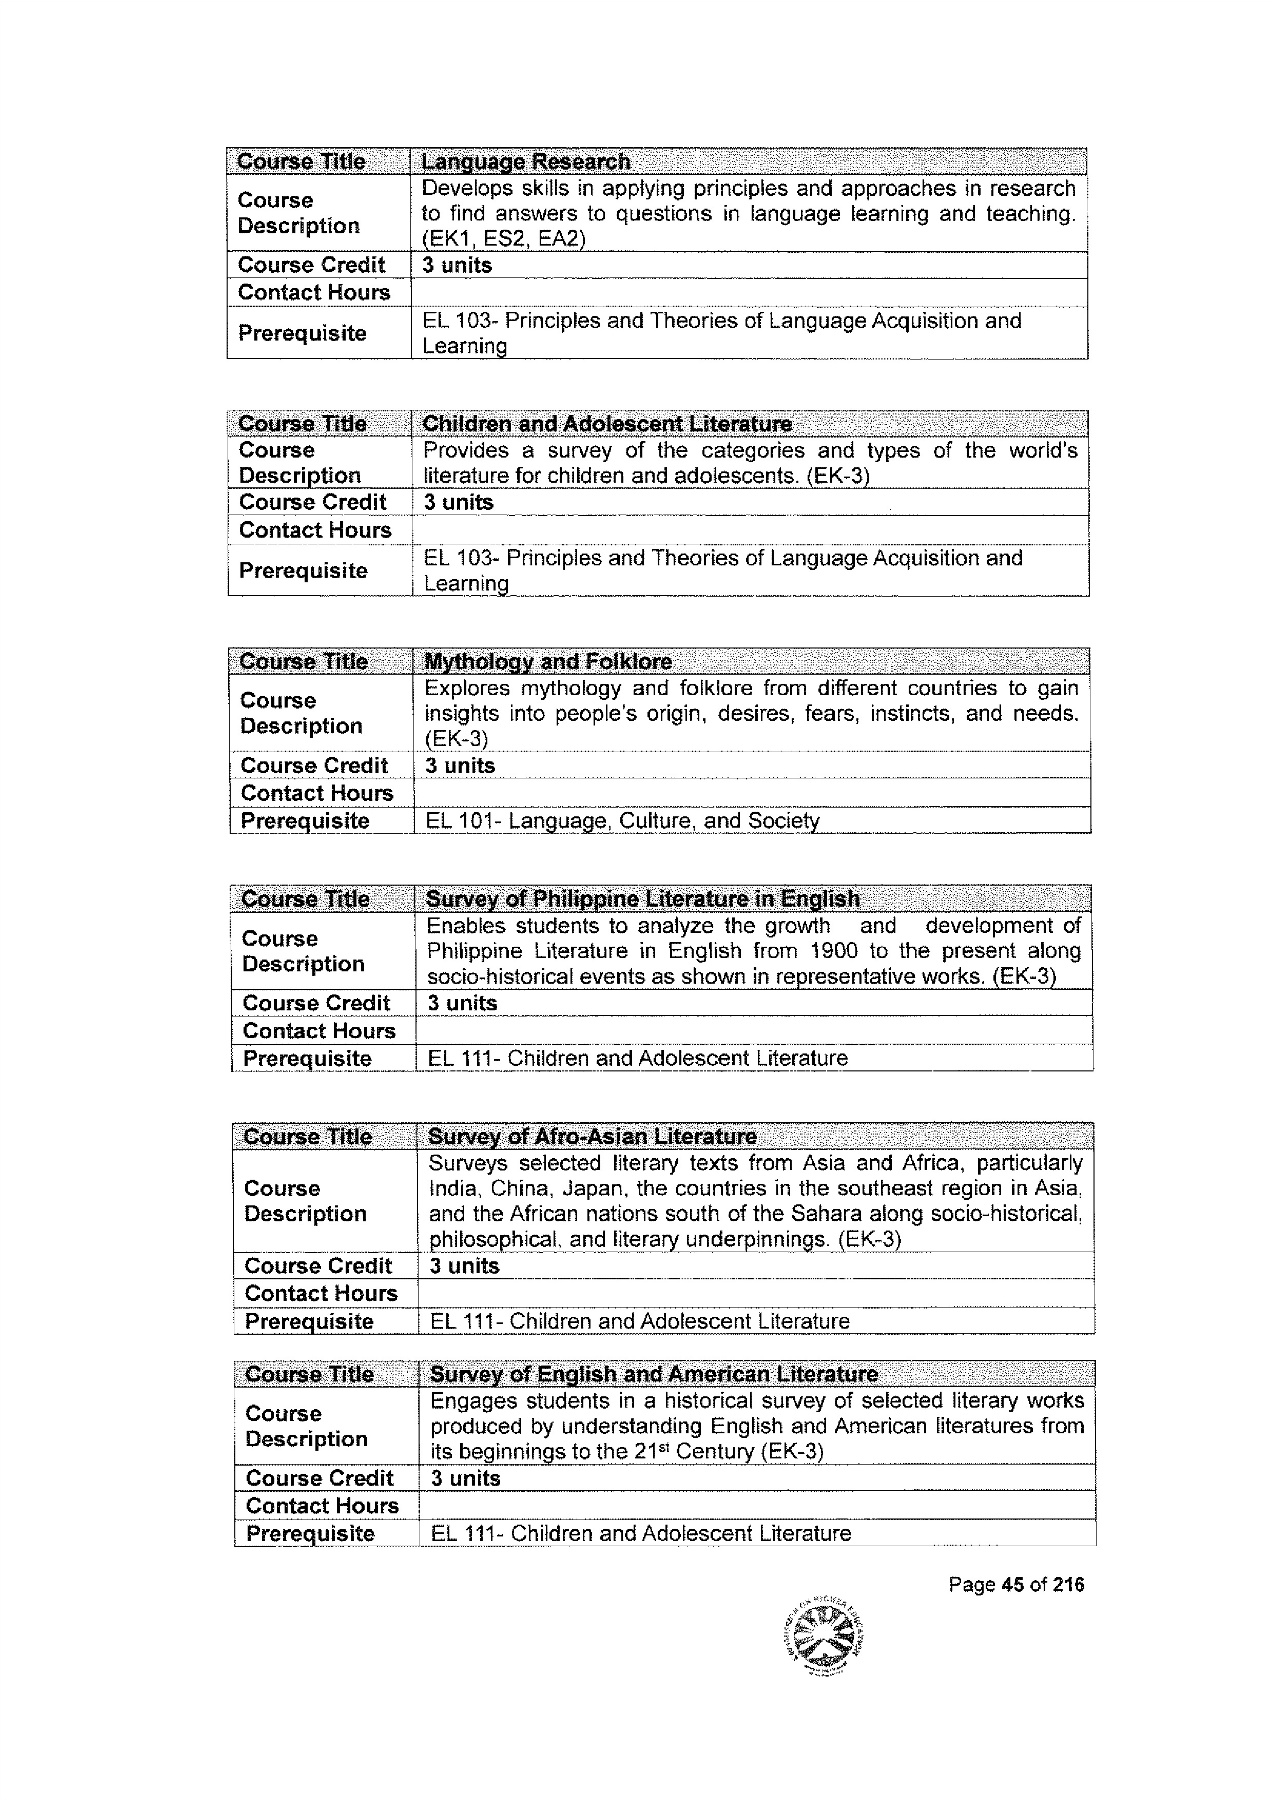 Course Title Language Research
Course Description
Develops skills in applying principles and approaches in research
to find answers to questions in language learning and teaching.
(EK1, ES2, EA2)
Course Credit 3 units
Contact Hours
Prerequisite
EL 103- Principles and Theories of Language Acquisition and
Learning
Course Title Children and Adolescent Literature
Course Description
Provides a survey of the categories and types of the world's
literature for children and adolescents. (EK-3)
Course Credit 3 units
Contact Hours
Prerequisite
EL 103- Principles and Theories of Language Acquisition and
Learning
Course Title Mythology and Folklore
Course Description
Explores mythology and folklore from different countries to gain
insights into people's origin, desires, fears, instincts, and needs.
(EK-3)
Course Credit 3 units
Contact Hours
Prerequisite EL 101- Language, Culture, and Society
Course Title Survey of Philippine Literature in English
Course Description
Enables students to analyze the growth and development of
Philippine Literature in English from 1900 to the present along
socio-historical events as shown in representative works. (EK-3)
Course Credit 3 units
Contact Hours
Prerequisite EL 111- Children and Adolescent Literature
Course Title Survey of Afro-Asian Literature
Course Description
Surveys selected literary texts from Asia and Africa, particularly
India, China, Japan, the countries in the southeast region in Asia,
and the African nations south of the Sahara along socio-historical,
philosophical, and literary underpinnings. (EK-3)
Course Credit 3 units
Contact Hours
Prerequisite EL 111- Children and Adolescent Literature
Course Title Survey of English and American Literature
Course Description
Engages students in a historical survey of selected literary works
produced by understanding English and American literatures from
its beginnings to the 21st Century (EK-3)
Course Credit 3 units
Contact Hours
Prerequisite EL 111- Children and Adolescent Literature
Page 45 of 216